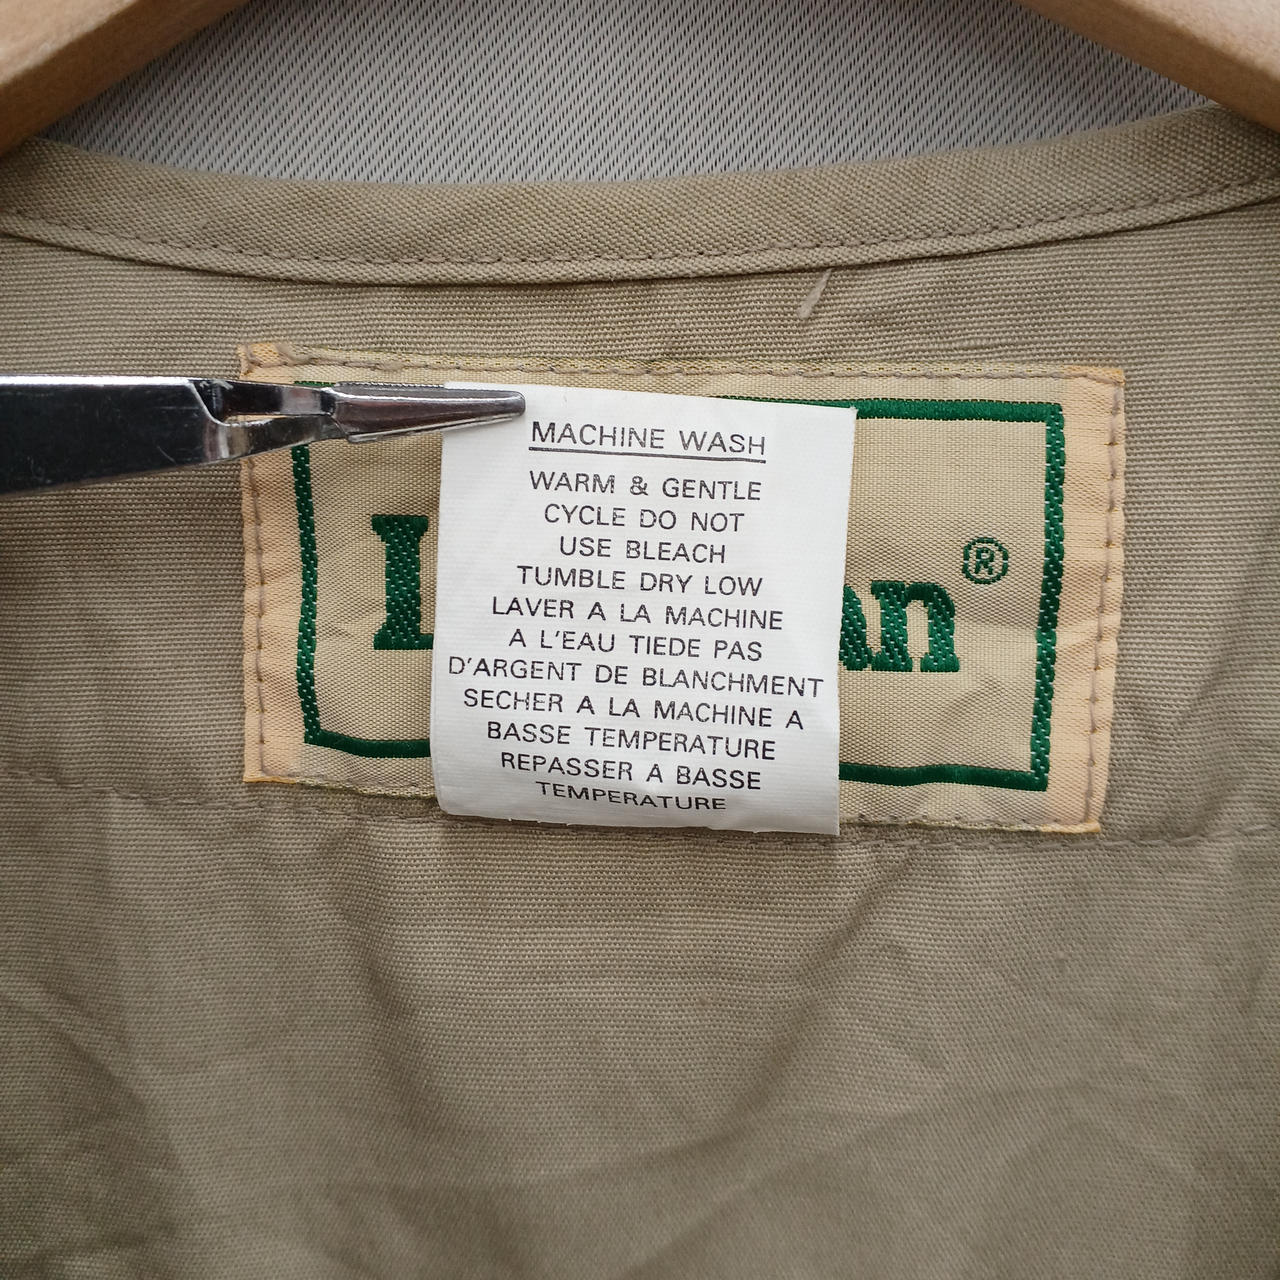 MACHINE WASH
WARM & GENTLE
CYCLE DO NOT
USE BLEACH
TUMBLE DRY LOW
LAVER A LA MACHINE
A L'EAU TIEDE PAS
D'ARGENT DE BLANCHMENT
SECHER A LA MACHINE A
BASSE TEMPERATURE
REPASSER A BASSE
TEMPERATURE
®